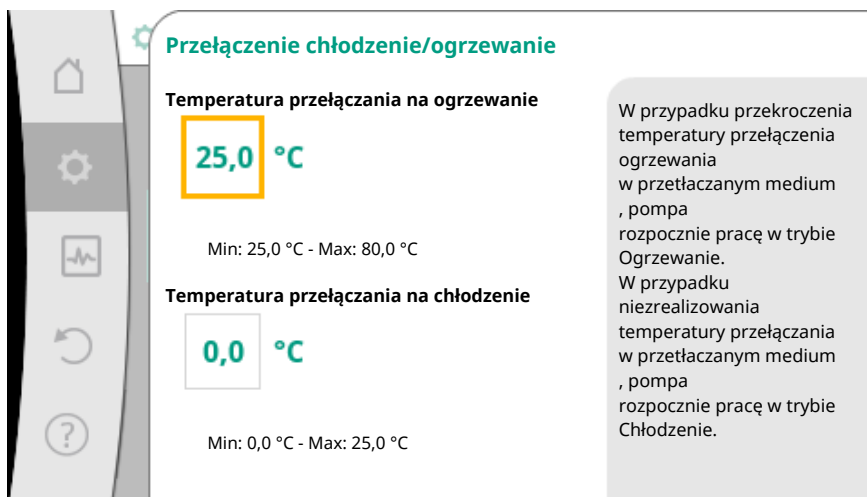 Przełączenie chłodzenie/ogrzewanie
Temperatura przełączania na ogrzewanie
25,0 °C
Min: 25,0 °C - Max: 80,0 °C
Temperatura przełączania na chłodzenie
0,0 °C
Min: 0,0 °C - Max: 25,0 °C
W przypadku przekroczenia
temperatury przełączenia
ogrzewania
w przetłaczanym medium
, pompa
rozpocznie pracę w trybie
Ogrzewanie.
W przypadku
niezrealizowania
temperatury przełączania
w przetłaczanym medium
, pompa
rozpocznie pracę w trybie
Chłodzenie.
?